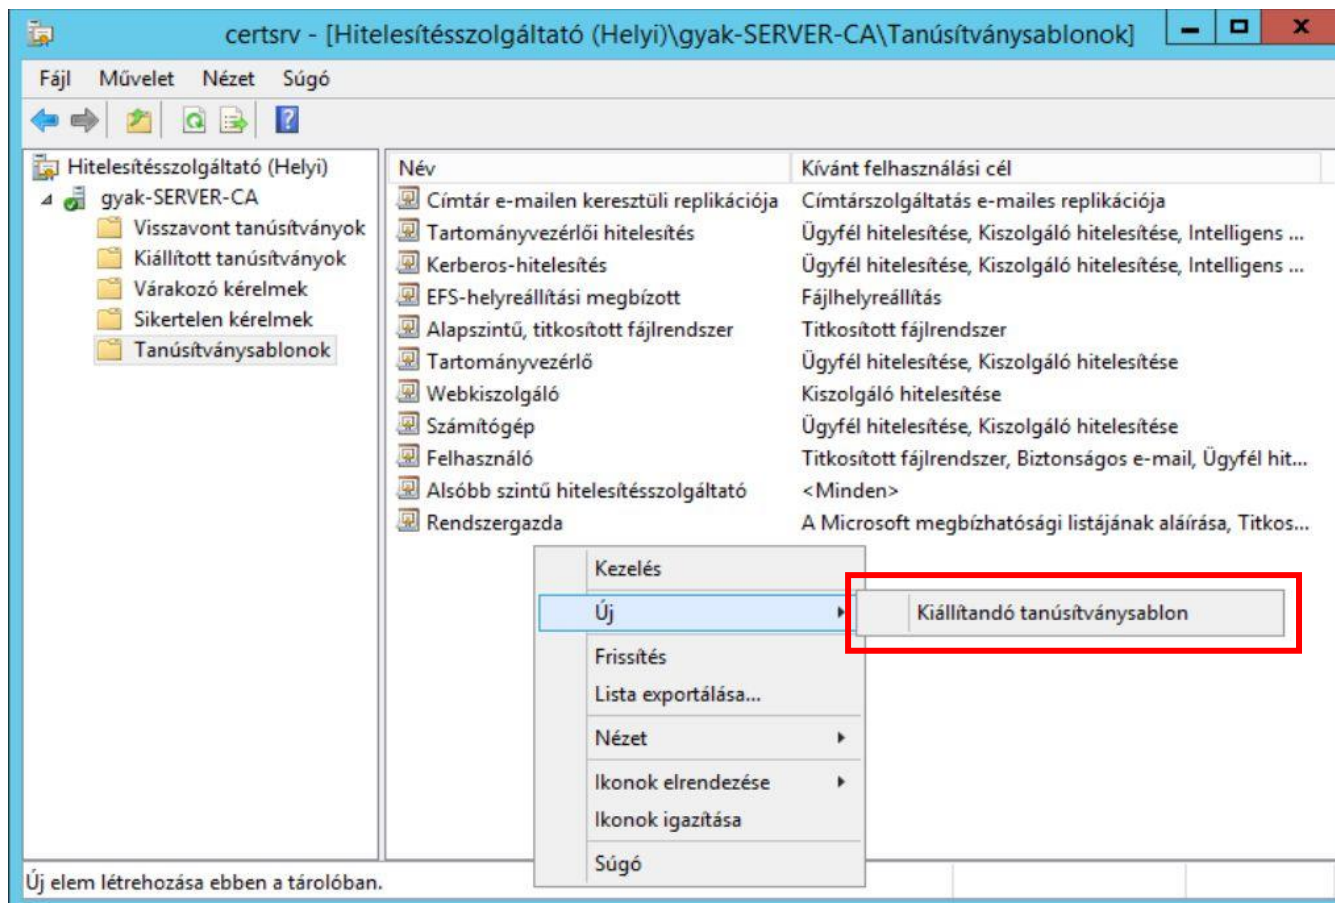 certsrv - [Hitelesítésszolgáltató (Helyi)\gyak-SERVER-CA\Tanúsítványsablonok]
Fájl Művelet Nézet Súgó
Hitelesítésszolgáltató (Helyi)
gyak-SERVER-CA
Visszavont tanúsítványok
Kiállított tanúsítványok
Várakozó kérelmek
Sikertelen kérelmek
Tanúsítványsablonok
Név Kívánt felhasználási cél
Címtár e-mailen keresztüli replikációja Címtárszolgáltatás e-mailes replikációja
Tartományvezérlői hitelesítés Ügyfél hitelesítése, Kiszolgáló hitelesítése, Intelligens ...
Kerberos-hitelesítés Ügyfél hitelesítése, Kiszolgáló hitelesítése, Intelligens ...
EFS-helyreállítási megbízott Fájlhelyreállítás
Alapszintű, titkosított fájlrendszer Titkosított fájlrendszer
Tartományvezérlő Ügyfél hitelesítése, Kiszolgáló hitelesítése
Webkiszolgáló Kiszolgáló hitelesítése
Számítógép Ügyfél hitelesítése, Kiszolgáló hitelesítése
Felhasználó Titkosított fájlrendszer, Biztonságos e-mail, Ügyfél hit...
Alsóbb szintű hitelesítésszolgáltató <Minden>
Rendszergazda A Microsoft megbízhatósági listájának aláírása, Titkos...
Kezelés
Új
Kiállítandó tanúsítványsablon
Frissítés
Lista exportálása...
Nézet
Ikonok elrendezése
Ikonok igazítása
Súgó
Új elem létrehozása ebben a tárolóban.